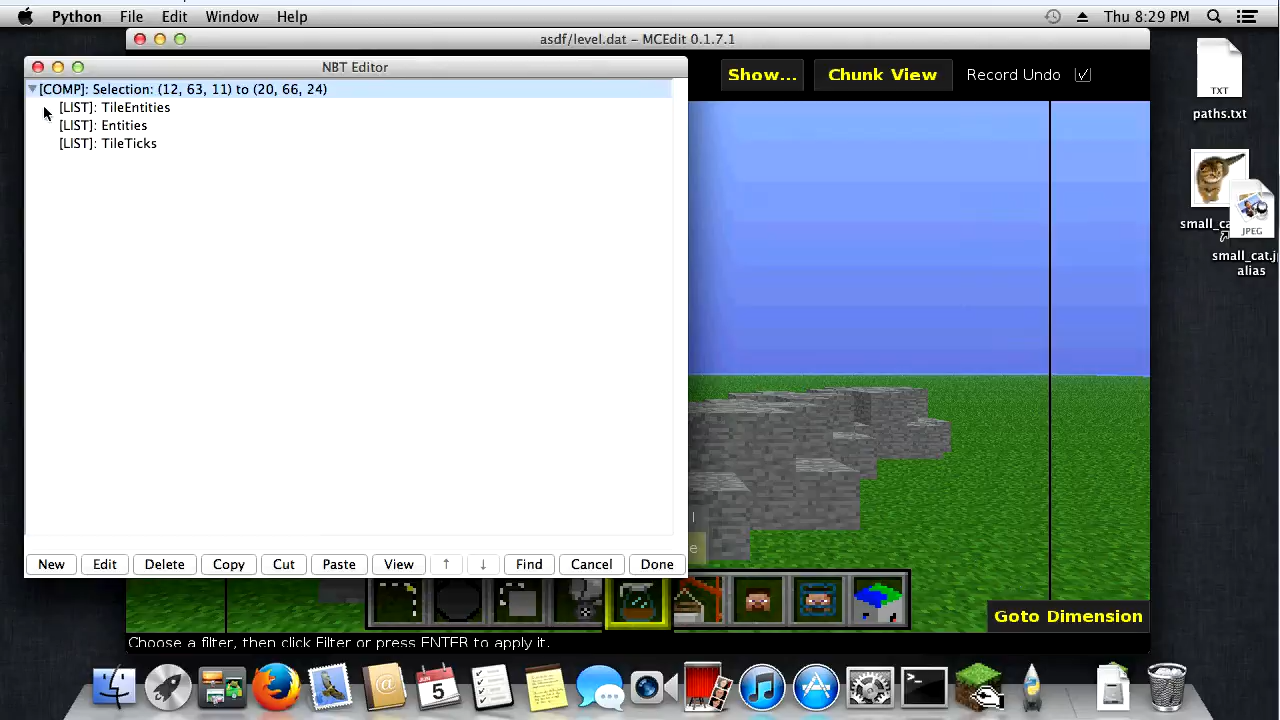 Python File Edit Window Help
Thu 8:29 PM
asdf/level.dat – MCEdit 0.1.7.1
NBT Editor
Show...
Chunk View
Record Undo
[COMP]: Selection: (12, 63, 11) to (20, 66, 24)
[LIST]: TileEntities
[LIST]: Entities
[LIST]: TileTicks
TXT
paths.txt
JPEG
small_cat.j
alias
New Edit Delete Copy Cut Paste View ↑ ↓ Find Cancel Done
Goto Dimension
Choose a filter, then click Filter or press ENTER to apply it.
5